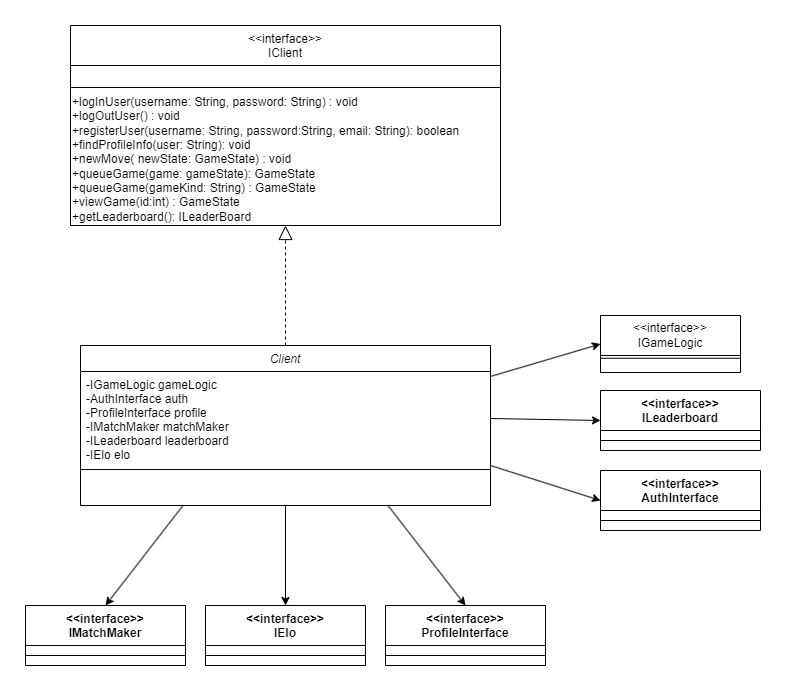 <<interface>>
IClient
+logInUser(username: String, password: String) : void
+logOutUser() : void
+registerUser(username: String, password:String, email: String): boolean
+findProfileInfo(user: String): void
+newMove( newState: GameState) : void
+queueGame(game: gameState): GameState
+queueGame(gameKind: String) : GameState
+viewGame(id:int) : GameState
+getLeaderboard(): ILeaderBoard
Client
-IGameLogic gameLogic
-AuthInterface auth
-ProfileInterface profile
-IMatchMaker matchMaker
-ILeaderboard leaderboard
-IElo elo
<<interface>>
IGameLogic
<<interface>>
ILeaderboard
<<interface>>
AuthInterface
<<interface>>
IMatchMaker
<<interface>>
IElo
<<interface>>
ProfileInterface